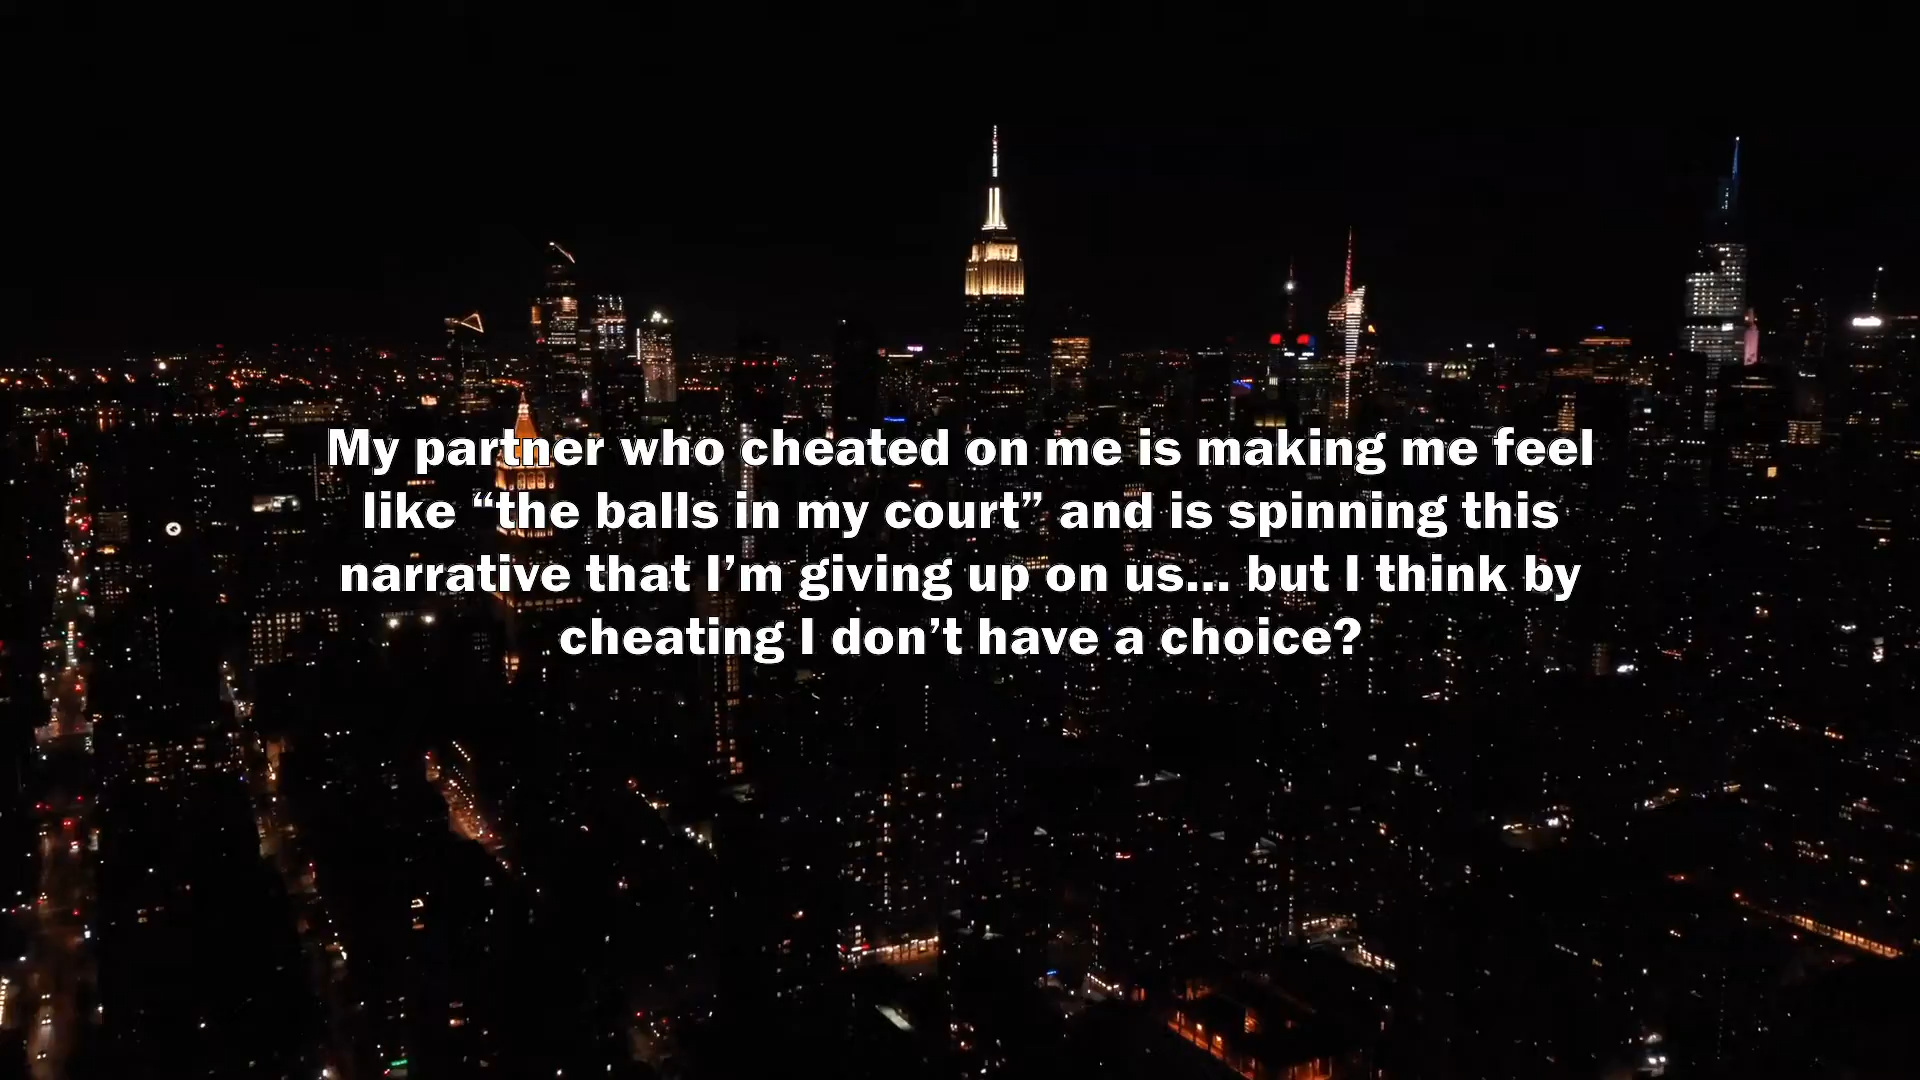 My partner who cheated on me is making me feel
like “the balls in my court” and is spinning this
narrative that I’m giving up on us... but I think by
cheating I don’t have a choice?